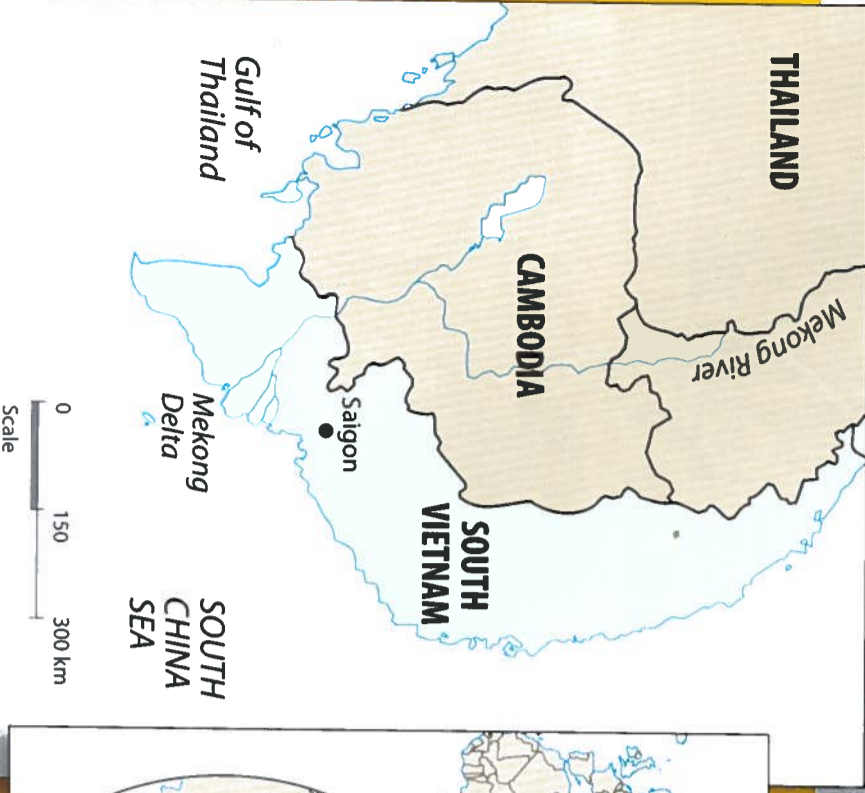 THAILAND
Mekong River
CAMBODIA
Gulf of
Thailand
Saigon
SOUTH
VIETNAM
Mekong
Delta
SOUTH
CHINA
SEA
0 150 300 km
Scale